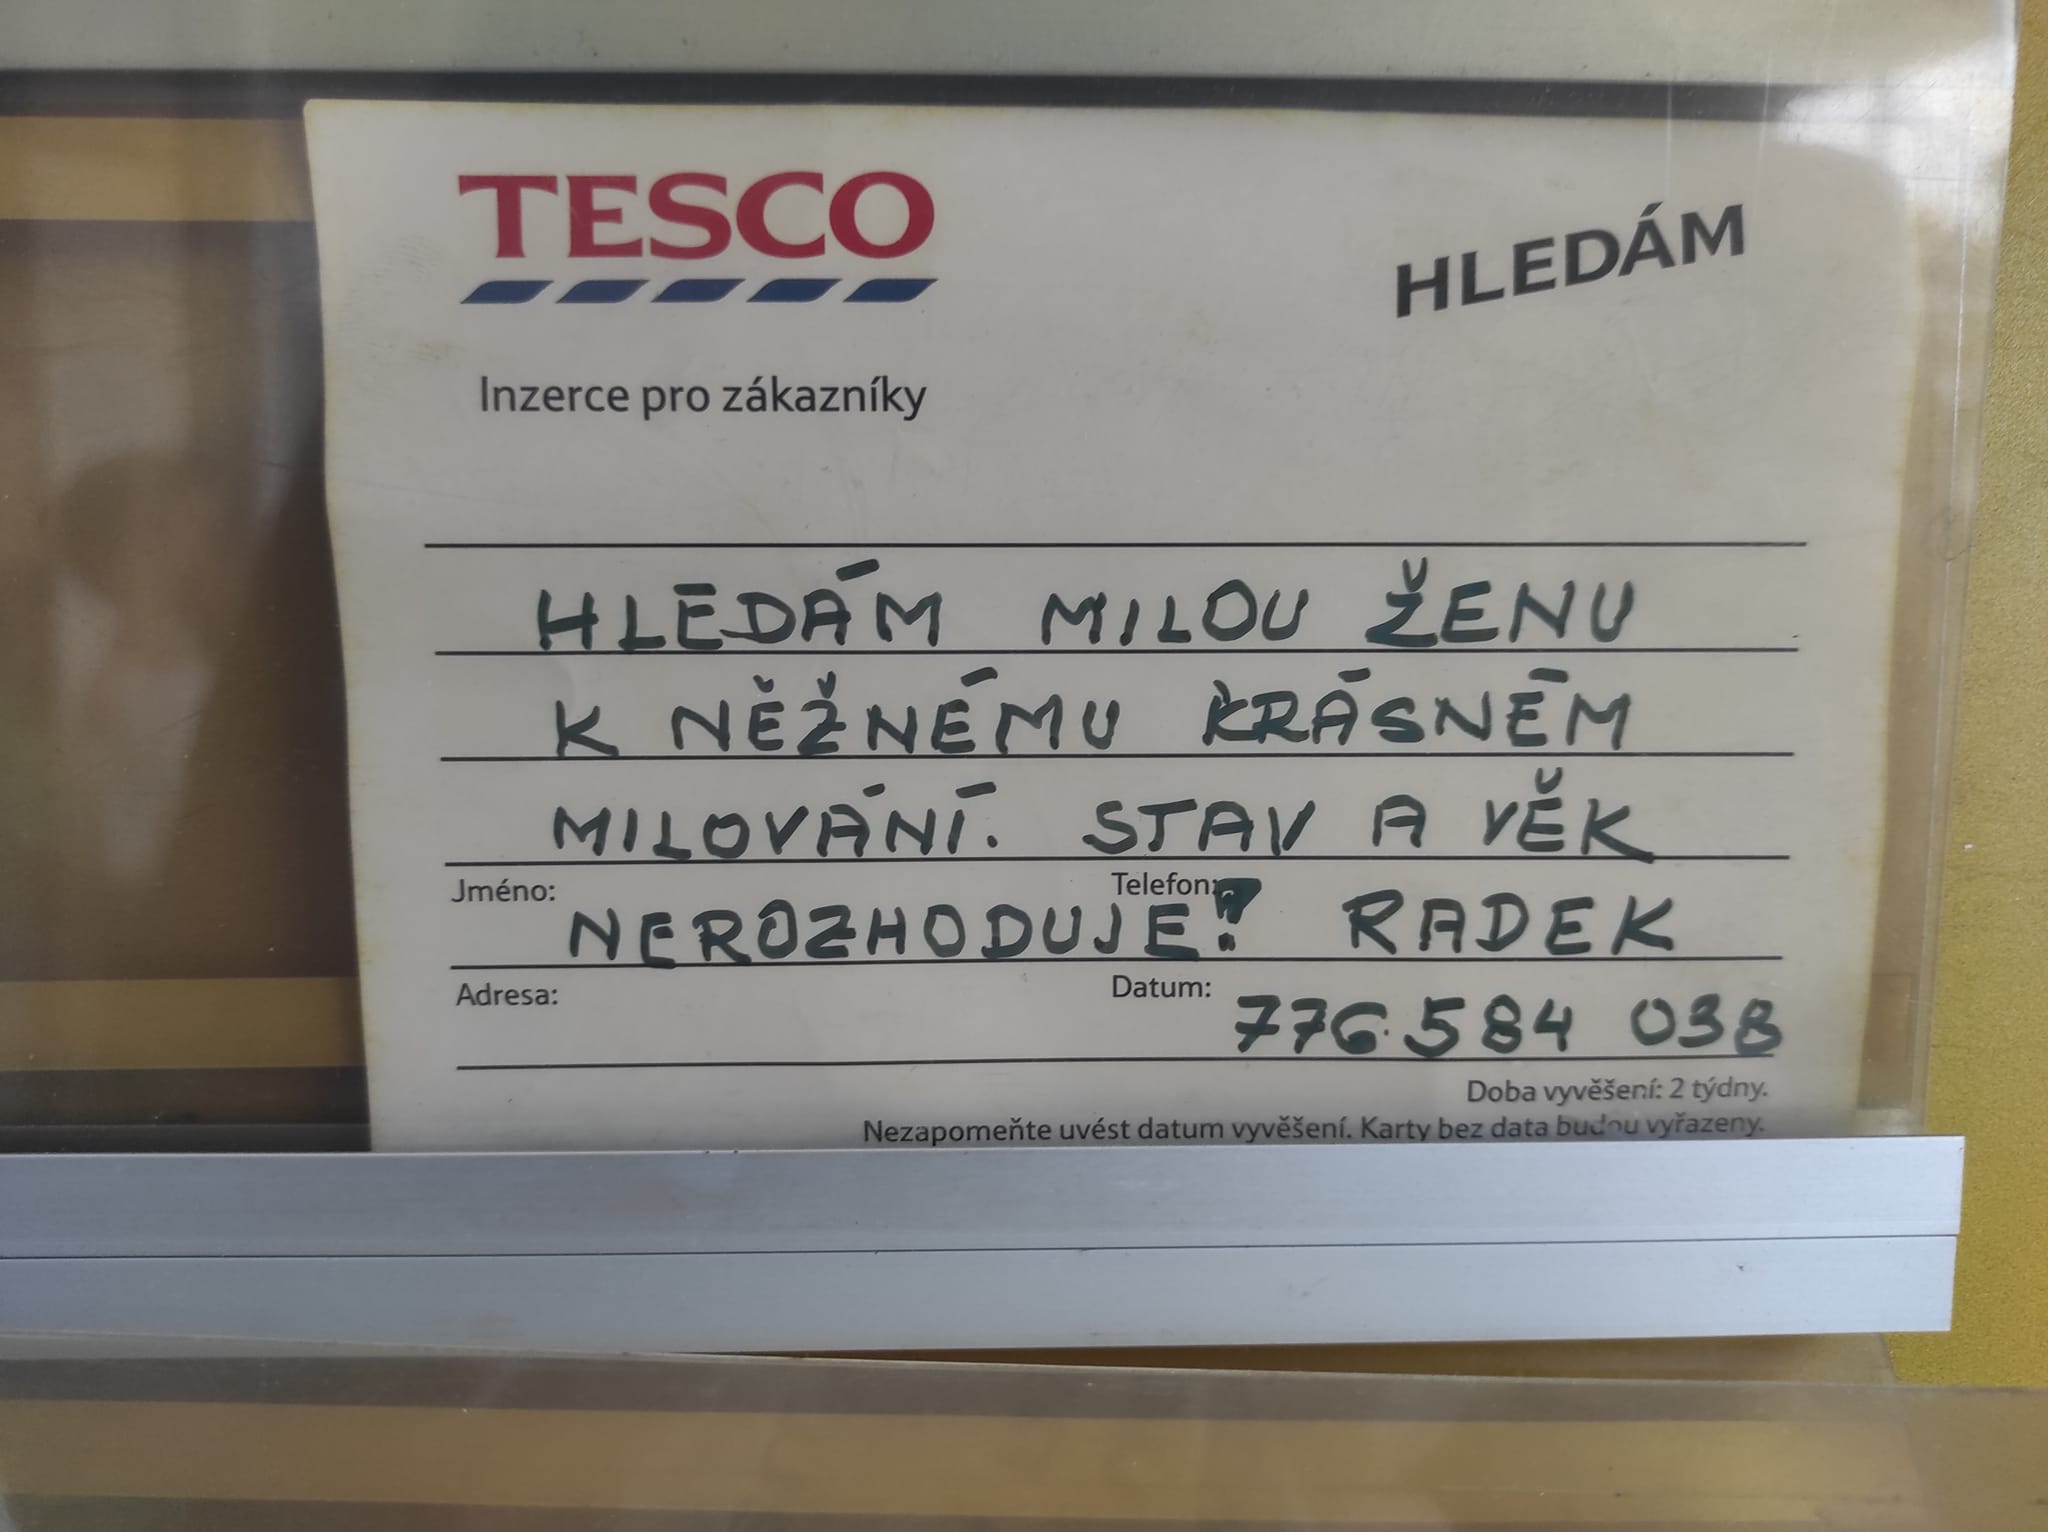 TESCO
HLEDÁM
Inzerce pro zákazníky
HLEDÁM MILOU ŽENU
K NĚŽNÉMU KRÁSNÉM
MILOVÁNÍ. STAV A VĚK
Jméno: Telefon:
NEROZHODUJE! RADEK
Adresa: Datum:
776 584 038
Doba vyvěšení: 2 týdny.
Nezapomeňte uvést datum vyvěšení. Karty bez data budou vyřazeny.